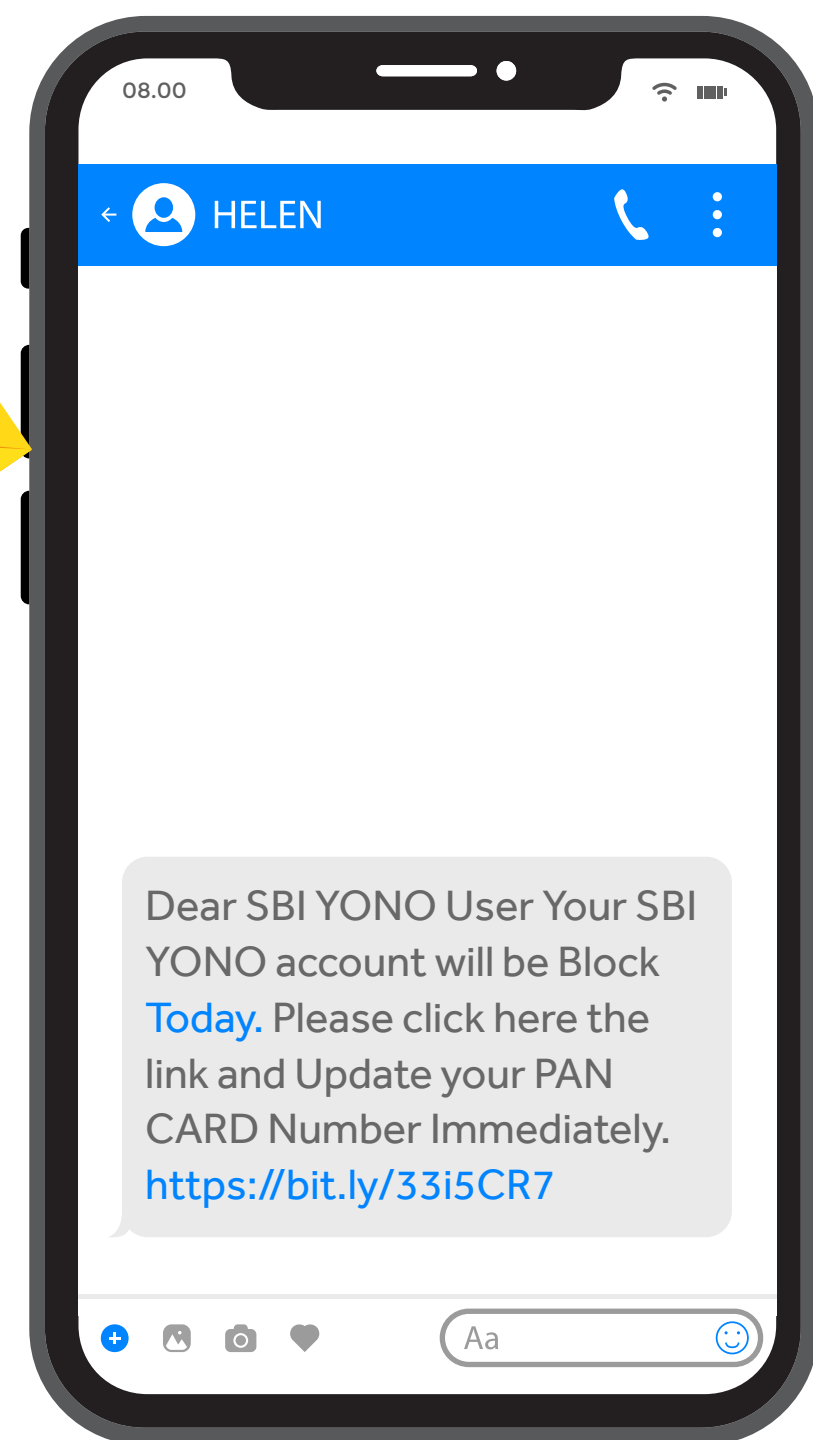 08.00
HELEN
Dear SBI YONO User Your SBI
YONO account will be Block
Today. Please click here the
link and Update your PAN
CARD Number Immediately.
https://bit.ly/33i5CR7
Aa